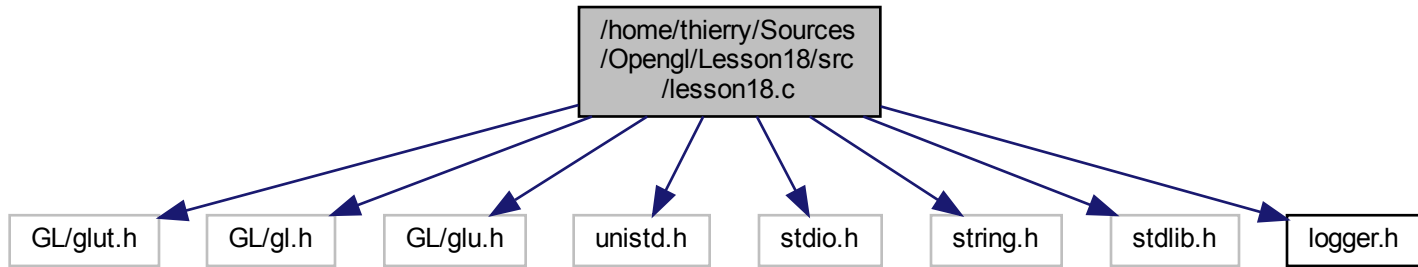 /home/thierry/Sources
/Opengl/Lesson18/src
/lesson18.c
GL/glut.h
GL/gl.h
GL/glu.h
unistd.h
stdio.h
string.h
stdlib.h
logger.h